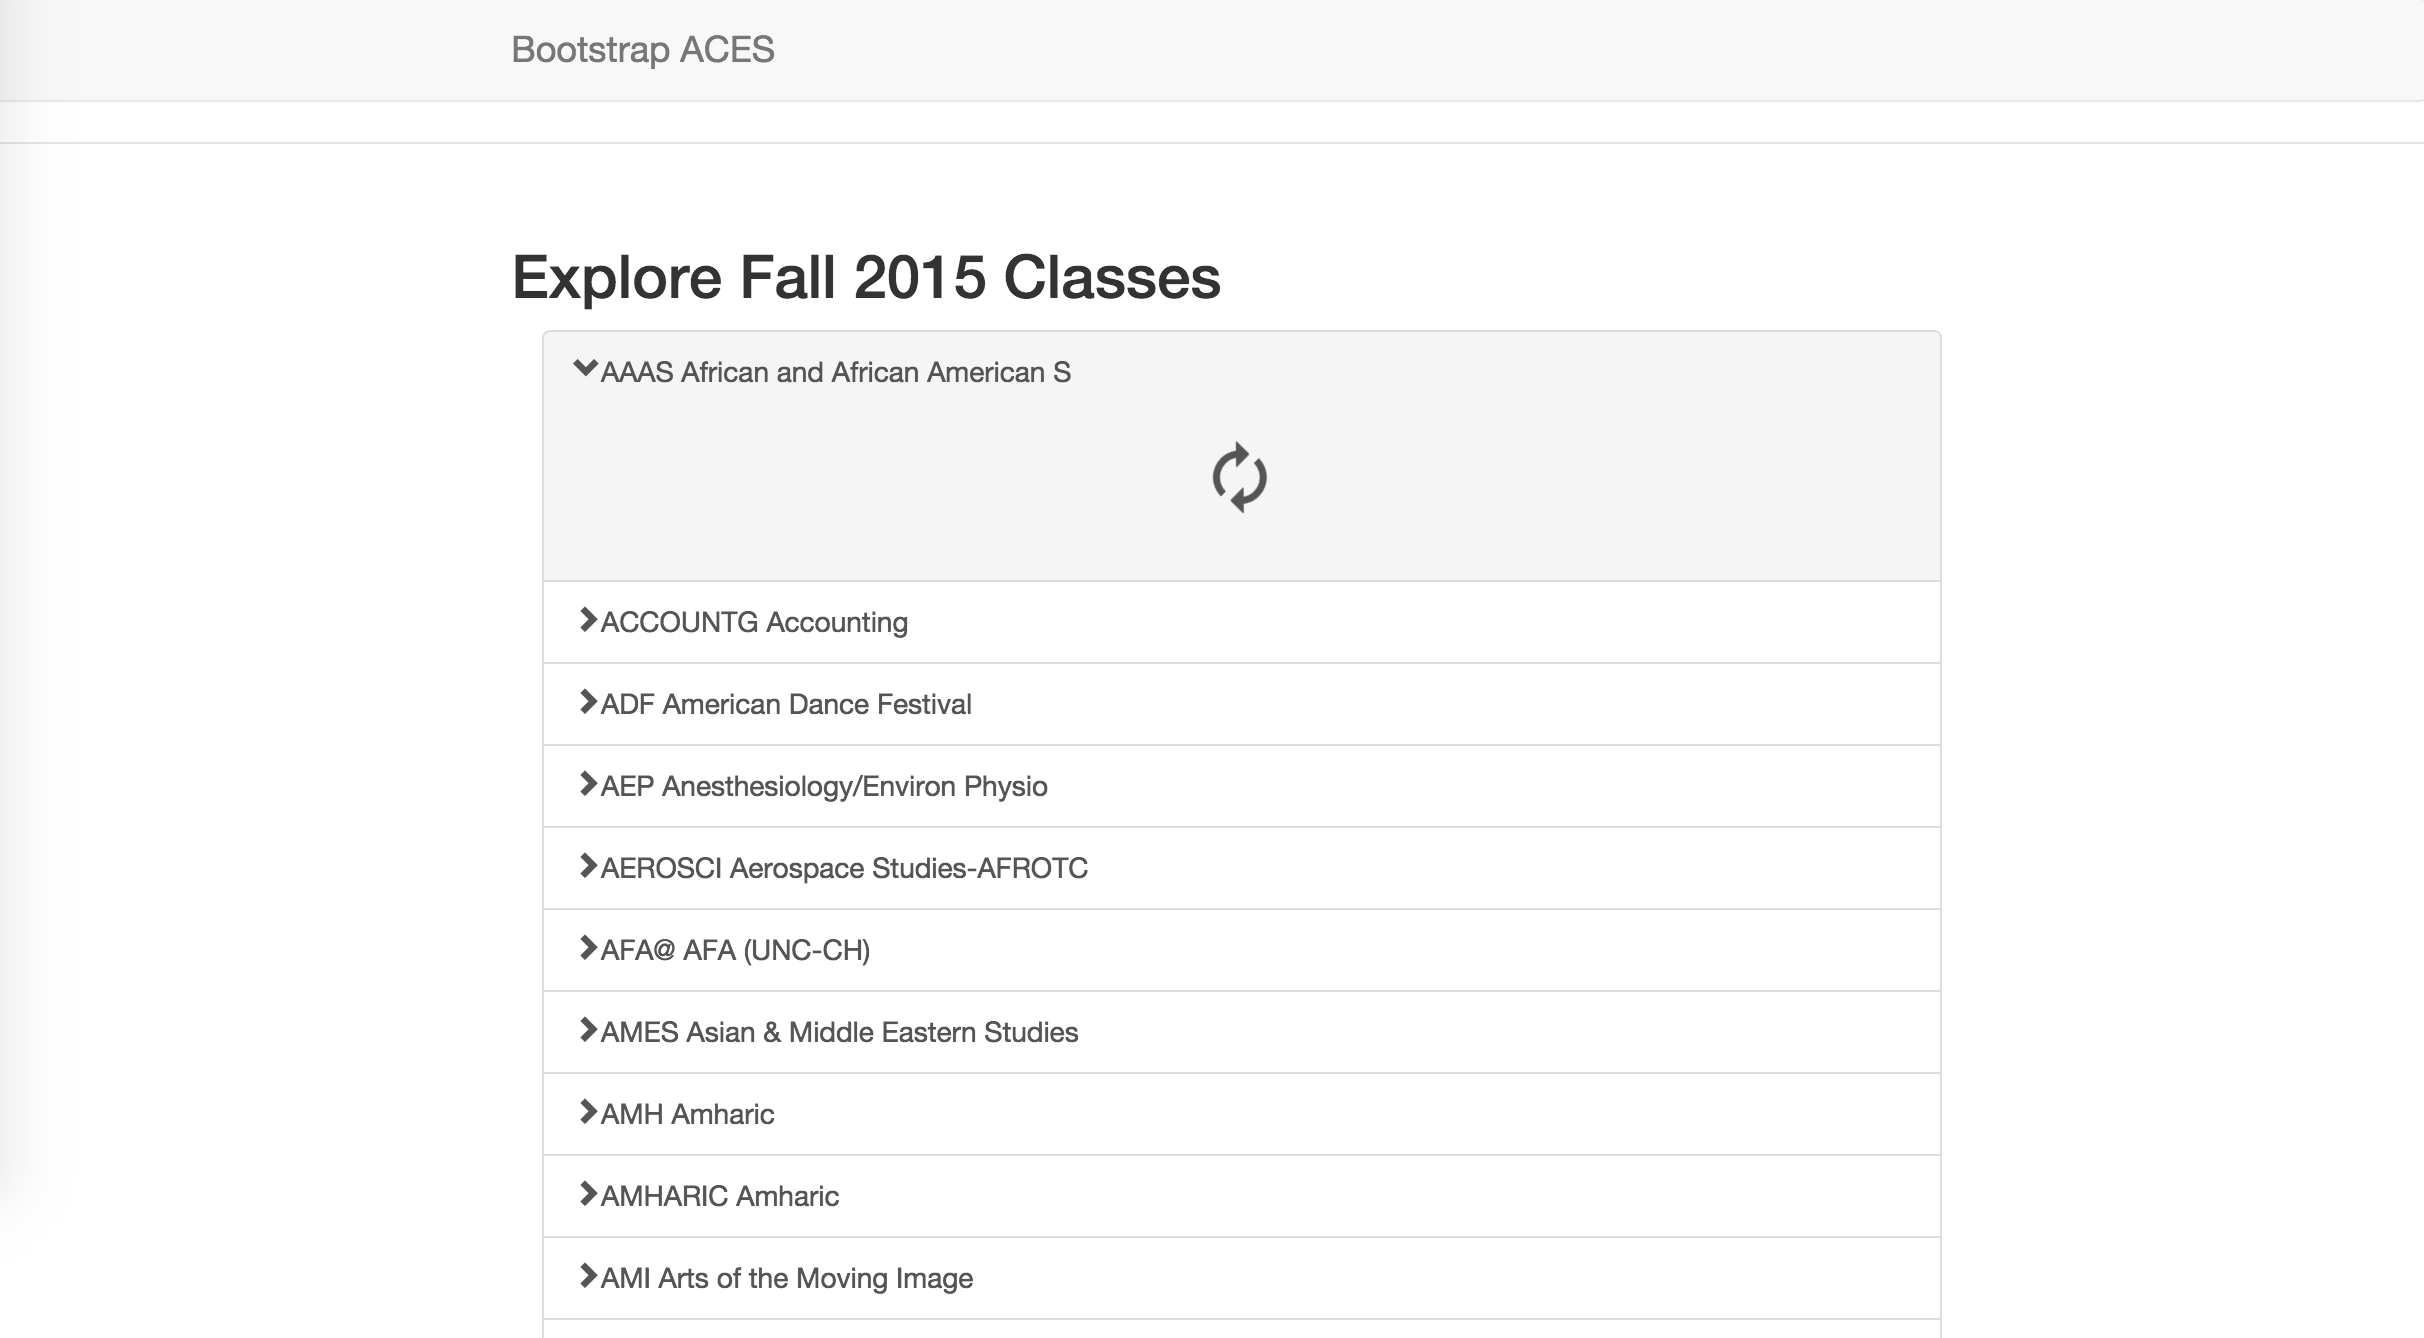 Bootstrap ACES
Explore Fall 2015 Classes
AAAS African and African American S
ACCOUNTG Accounting
ADF American Dance Festival
AEP Anesthesiology/Environ Physio
AEROSCI Aerospace Studies-AFROTC
AFA@ AFA (UNC-CH)
AMES Asian & Middle Eastern Studies
AMH Amharic
AMHARIC Amharic
AMI Arts of the Moving Image